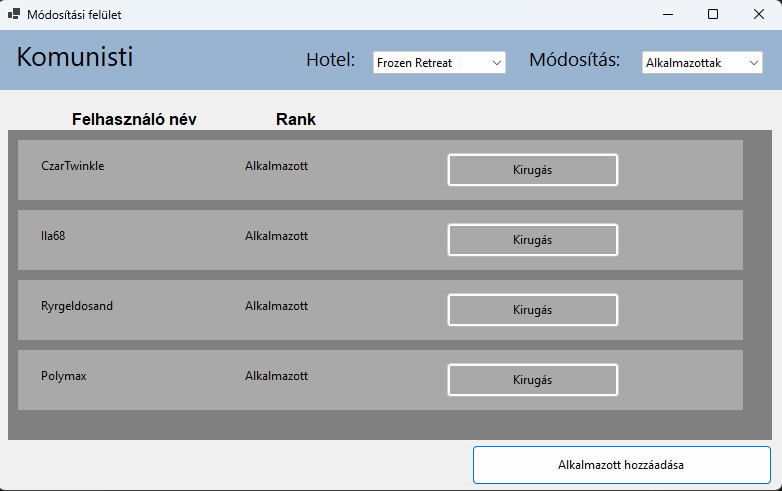 Módosítási felület
Komunisti Hotel: Frozen Retreat Módosítás: Alkalmazottak
Felhasználó név Rank
CzarTwinkle Alkalmazott Kirugás
lla68 Alkalmazott Kirugás
Ryrgeldosand Alkalmazott Kirugás
Polymax Alkalmazott Kirugás
Alkalmazott hozzáadása